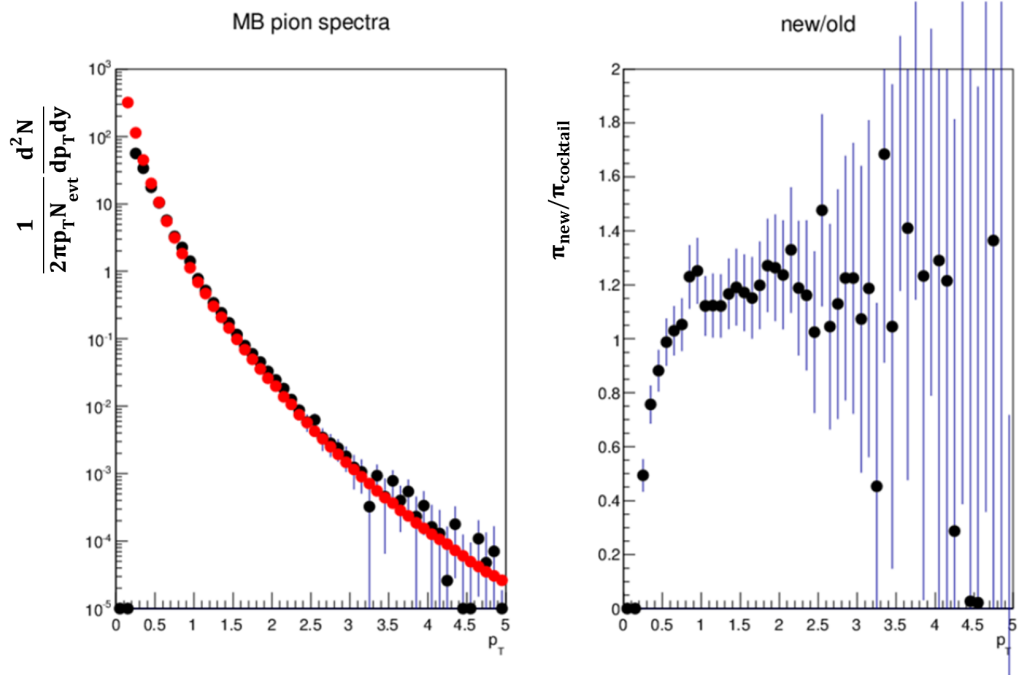 MB pion spectra
new/old
1 d²N
2πp_T N_evt dp_T dy
10³
10²
10
1
10⁻¹
10⁻²
10⁻³
10⁻⁴
10⁻⁵
0 0.5 1 1.5 2 2.5 3 3.5 4 4.5 5
p_T
π_new/π_cocktail
2
1.8
1.6
1.4
1.2
1
0.8
0.6
0.4
0.2
0
0 0.5 1 1.5 2 2.5 3 3.5 4 4.5 5
p_T